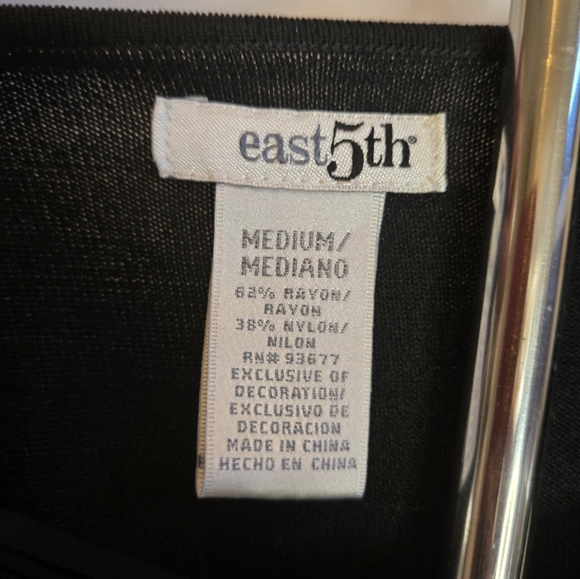 east5th®
MEDIUM/
MEDIANO
62% RAYON/
RAYON
38% NYLON/
NILON
RN# 93677
EXCLUSIVE OF
DECORATION/
EXCLUSIVO DE
DECORACION
MADE IN CHINA
HECHO EN CHINA